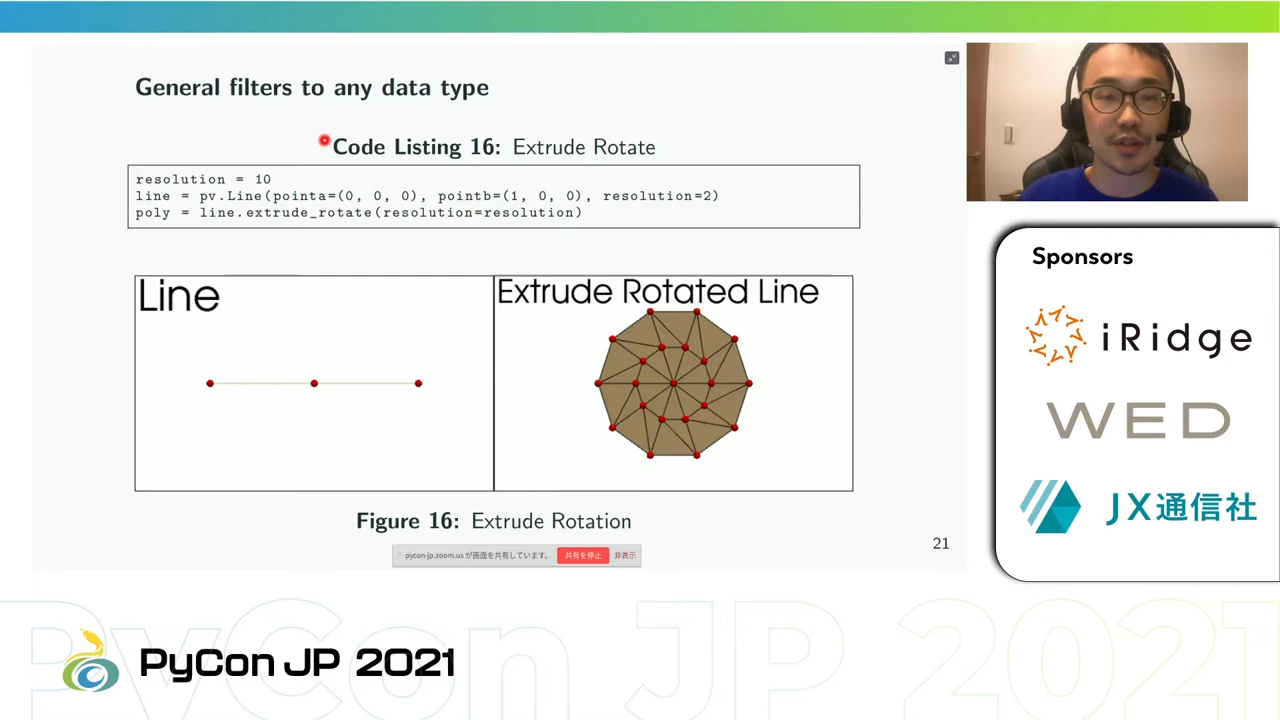 General filters to any data type
Code Listing 16: Extrude Rotate
resolution = 10
line = pv.Line(pointa=(0, 0, 0), pointb=(1, 0, 0), resolution=2)
poly = line.extrude_rotate(resolution=resolution)
Line
Extrude Rotated Line
Figure 16: Extrude Rotation
21
pycon-jp.zoom.us が画面を共有しています。 共有を停止 非表示
Sponsors
iRidge
WED
JX通信社
PyCon JP 2021
PyCon JP 2021